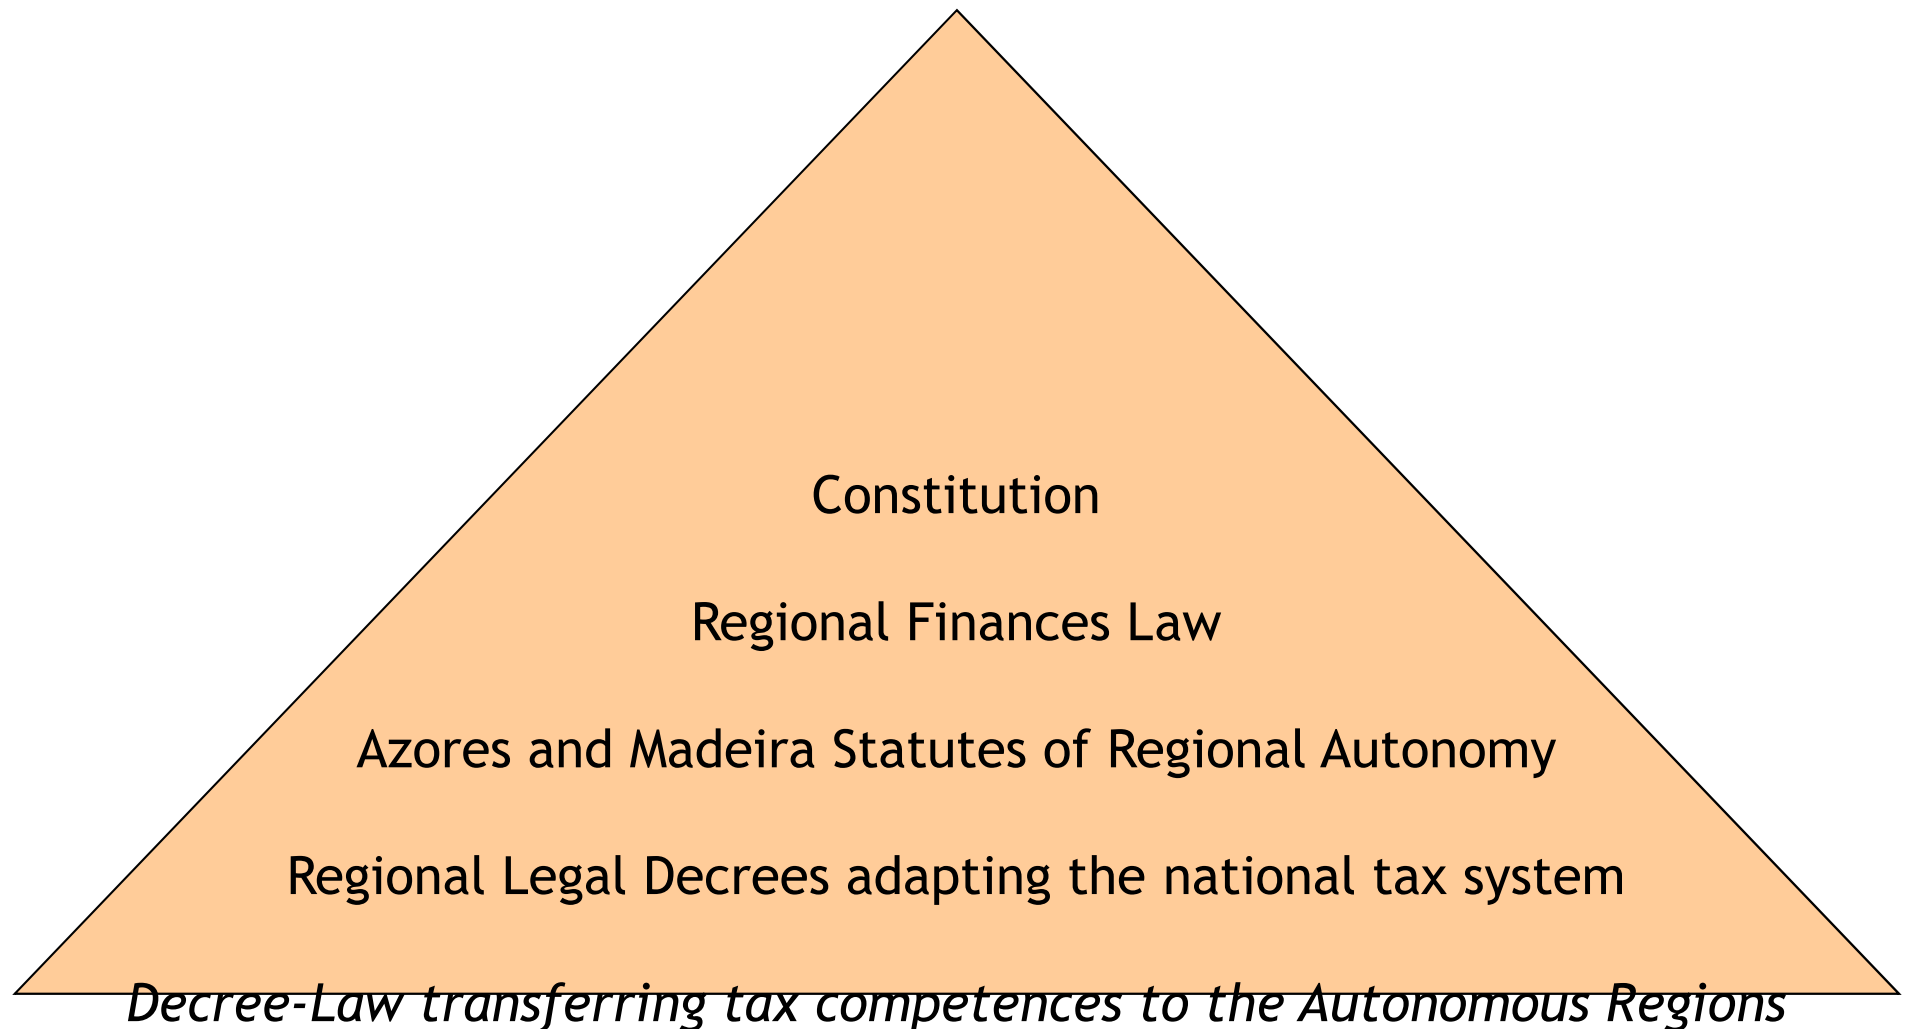 Constitution
Regional Finances Law
Azores and Madeira Statutes of Regional Autonomy
Regional Legal Decrees adapting the national tax system
Decree-Law transferring tax competences to the Autonomous Regions